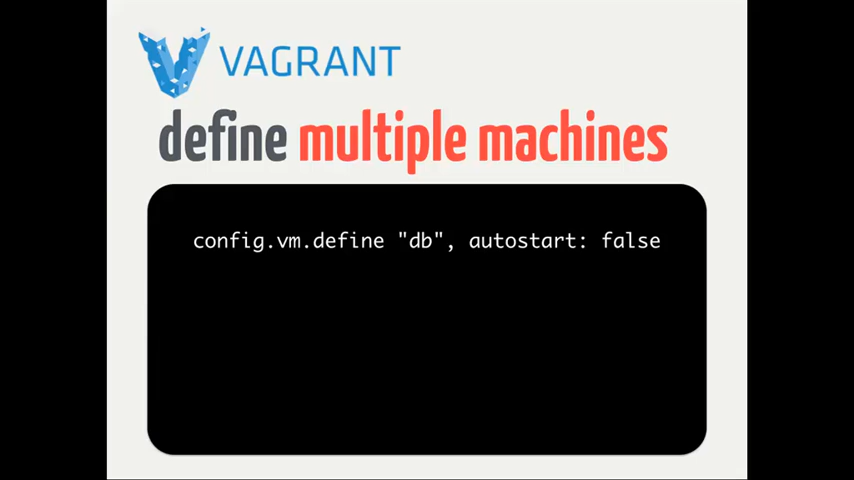 VAGRANT
define multiple machines
config.vm.define "db", autostart: false